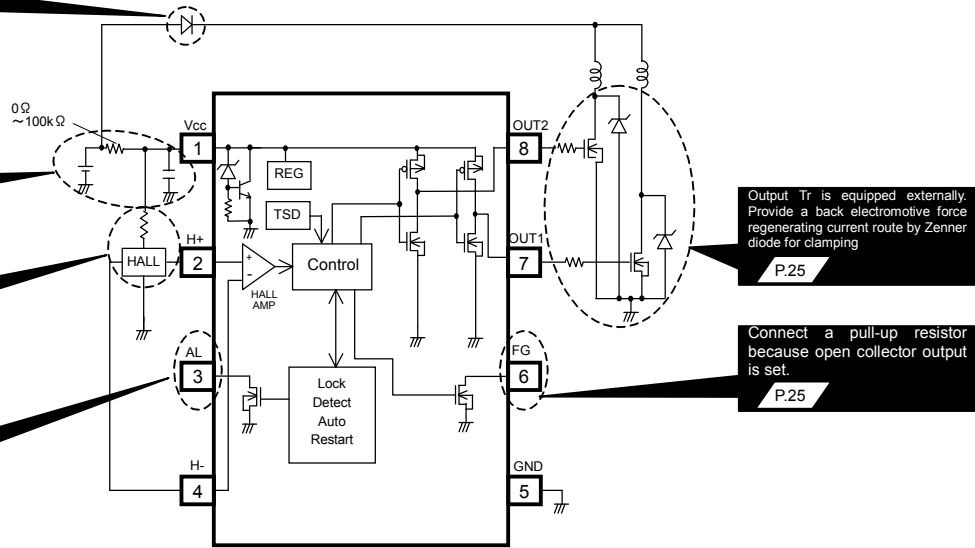 0Ω
~100kΩ
Vcc
1
REG
TSD
H+
2
HALL
+
-
HALL
AMP
Control
AL
3
Lock
Detect
Auto
Restart
H-
4
OUT2
8
OUT1
7
FG
6
GND
5
Output Tr is equipped externally.
Provide a back electromotive force
regenerating current route by Zenner
diode for clamping
P.25
Connect a pull-up resistor
because open collector output
is set.
P.25